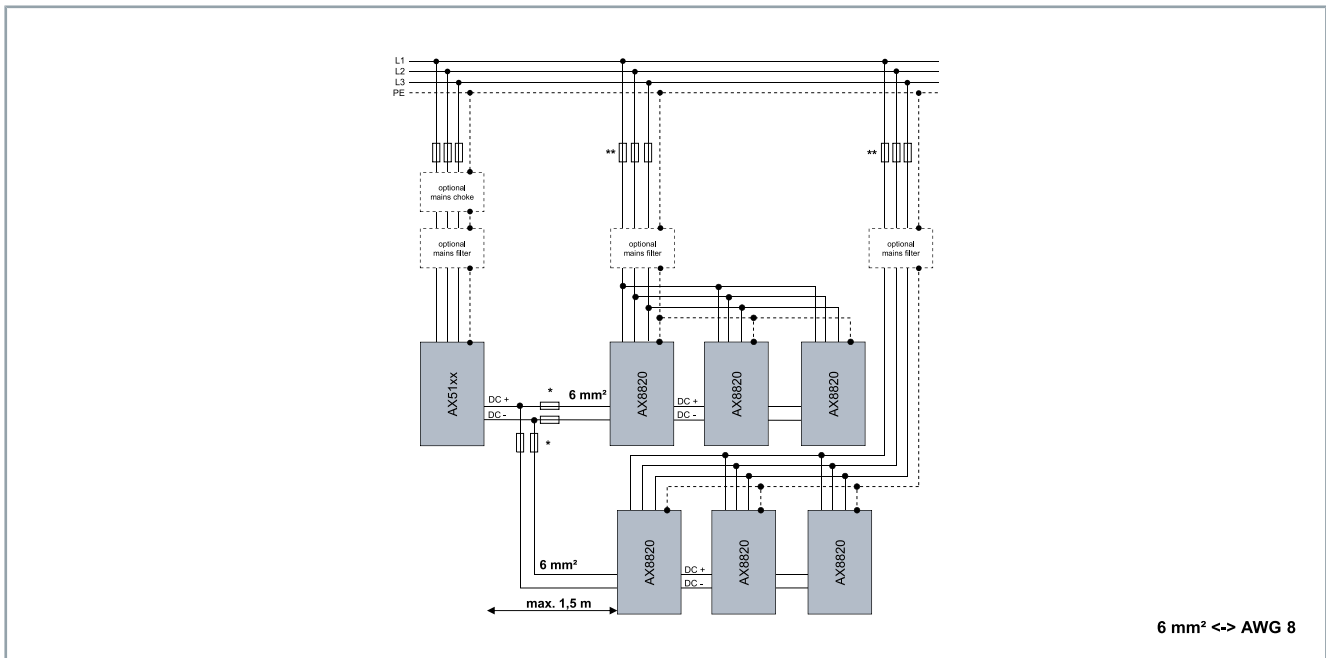 L1
L2
L3
PE
**
**
optional
mains choke
optional
mains filter
optional
mains filter
optional
mains filter
AX51xx
DC +
DC -
*
6 mm²
*
AX8820
DC +
DC -
AX8820
AX8820
6 mm²
max. 1,5 m
AX8820
DC +
DC -
AX8820
AX8820
6 mm² <-> AWG 8